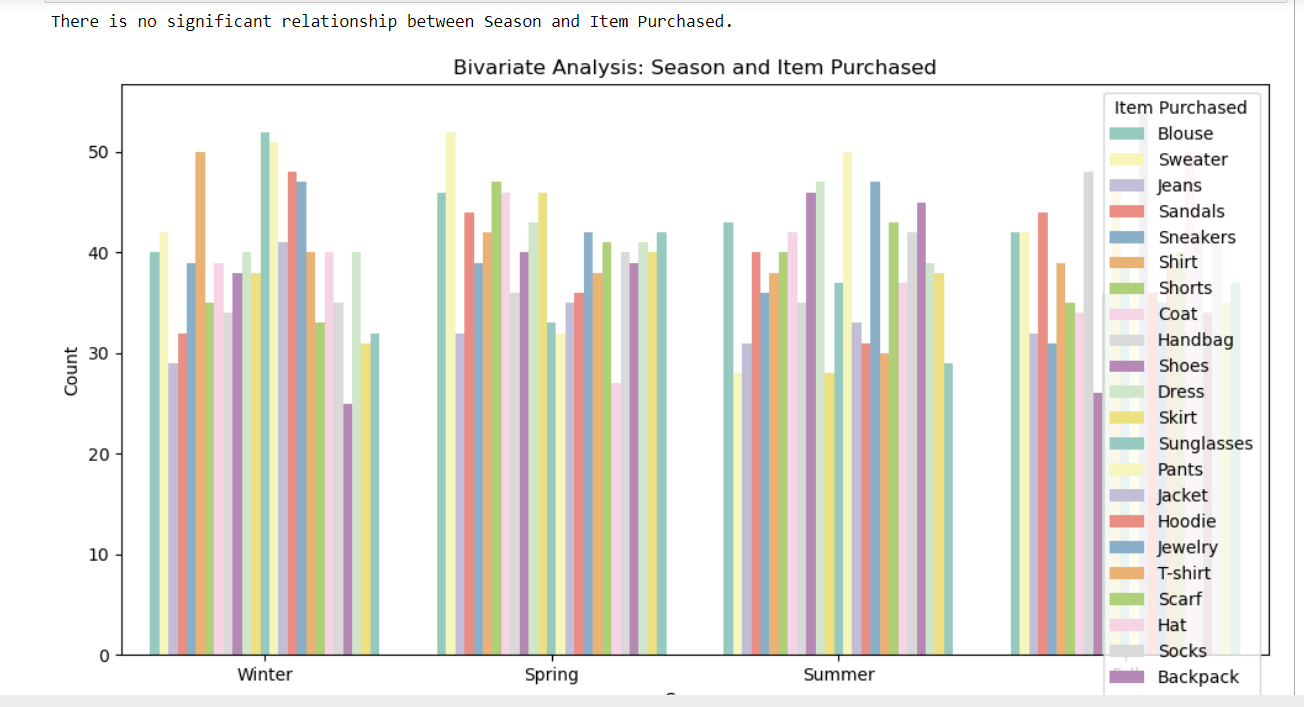 There is no significant relationship between Season and Item Purchased.
Bivariate Analysis: Season and Item Purchased
Item Purchased
Blouse
Sweater
Jeans
Sandals
Sneakers
Shirt
Shorts
Coat
Handbag
Shoes
Dress
Skirt
Sunglasses
Pants
Jacket
Hoodie
Jewelry
T-shirt
Scarf
Hat
Socks
Backpack
Count
50
40
30
20
10
0
Winter
Spring
Summer